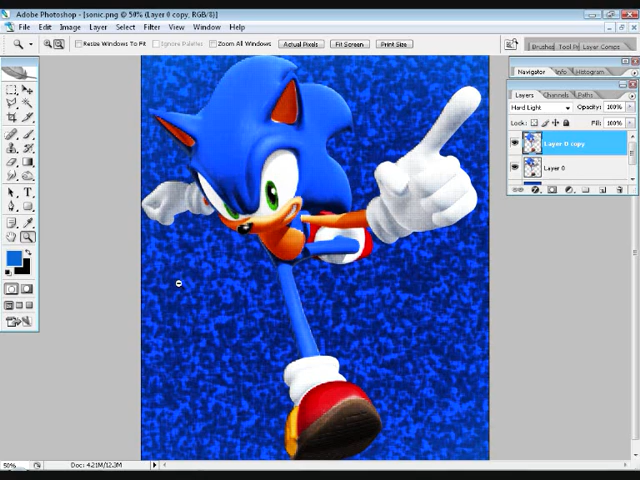 Adobe Photoshop - [sonic.png @ 50% (Layer 0 copy, RGB/8)]
File Edit Image Layer Select Filter View Window Help
Resize Windows To Fit Ignore Palettes Zoom All Windows Actual Pixels Fit Screen Print Size Brushes Tool Pr Layer Comps
Navigator Info Histogram
Layers Channels Paths
Hard Light Opacity: 100%
Lock: Fill: 100%
Layer 0 copy
Layer 0
50% Doc: 4.21M/12.3M